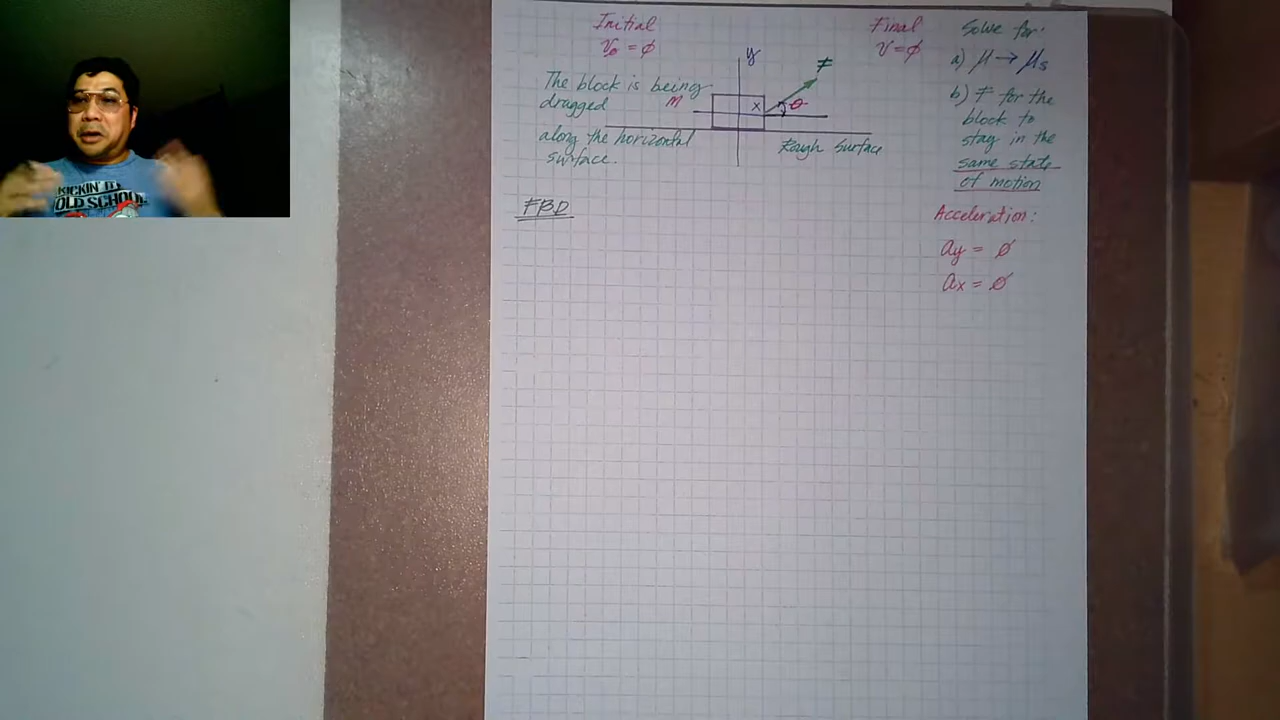 Initial
v₀ = ∅
The block is being
dragged
along the horizontal
surface.
M
y
x
F
θ
Rough Surface
Final
v = ∅
Solve for:
a) μ → μs
b) F for the
block to
stay in the
same state
of motion
FBD
Acceleration:
ay = ∅
ax = ∅
KICKIN' IT
OLD SCHOOL